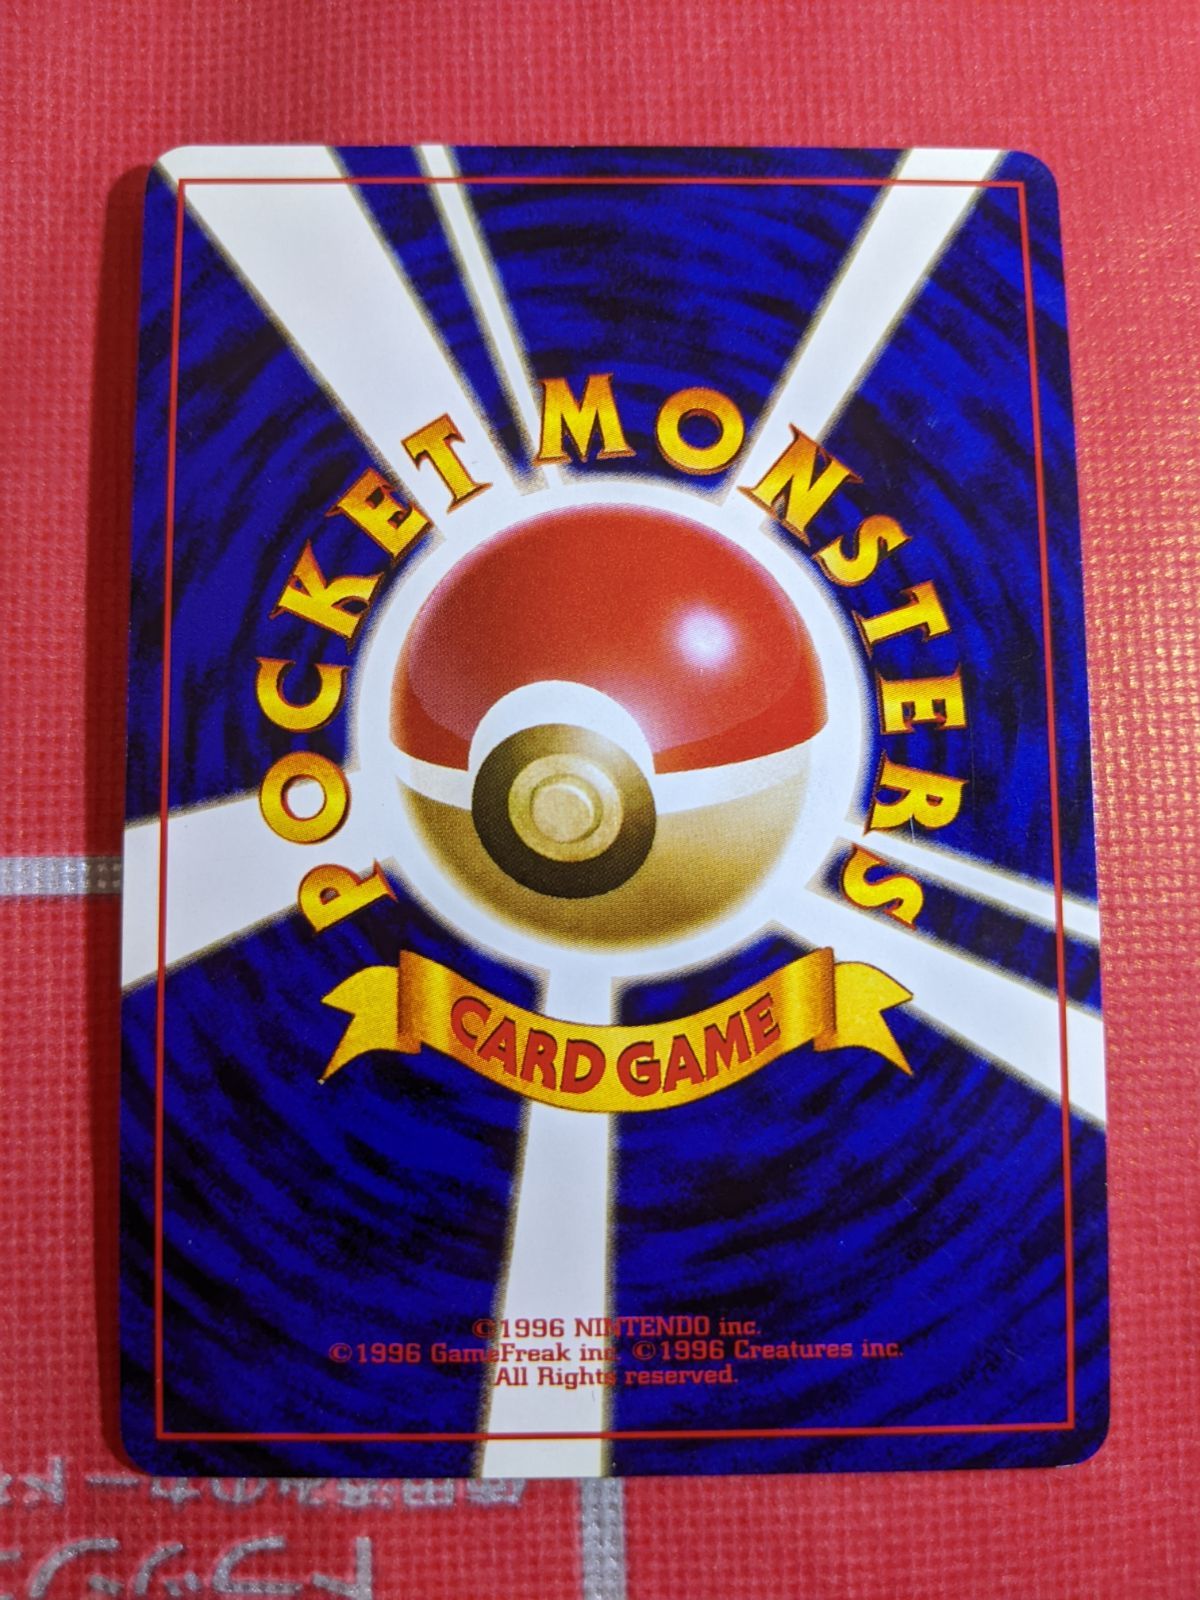 POCKET MONSTERS
CARD GAME
©1996 NINTENDO inc.
©1996 GameFreak inc. ©1996 Creatures inc.
All Rights reserved.